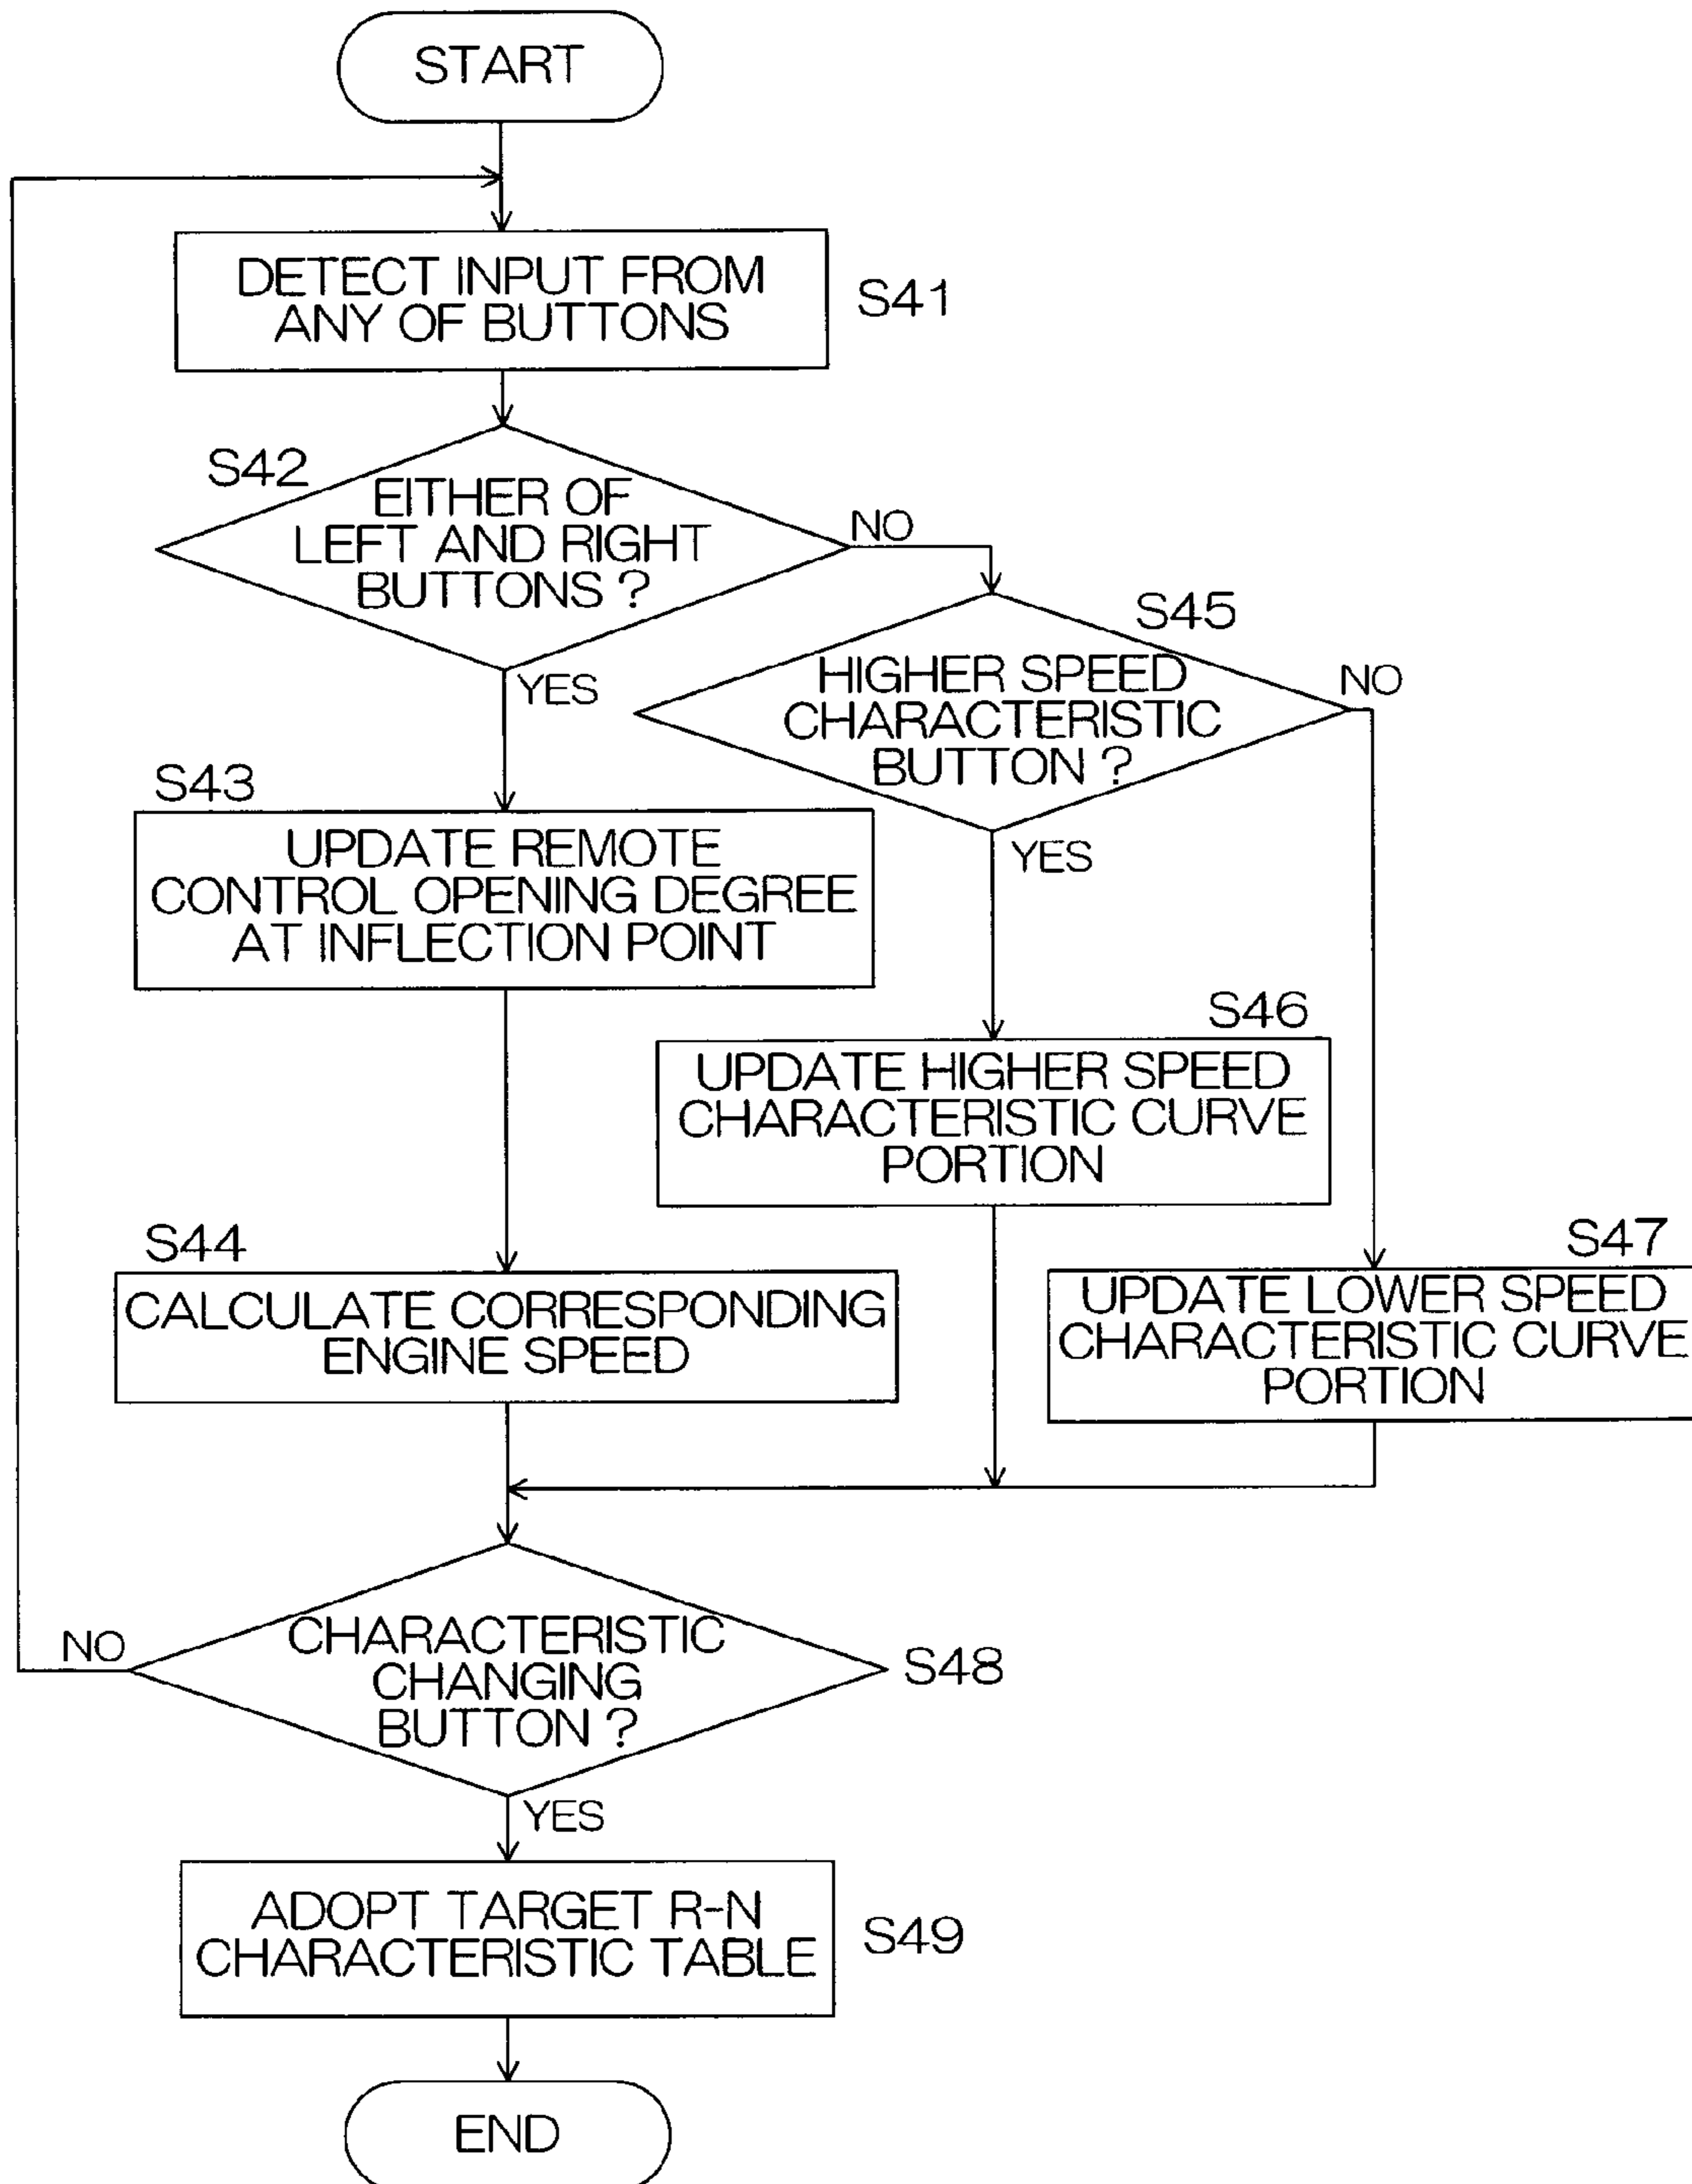 START
DETECT INPUT FROM
ANY OF BUTTONS
S41
S42
EITHER OF
LEFT AND RIGHT
BUTTONS ?
NO
YES
S45
HIGHER SPEED
CHARACTERISTIC
BUTTON ?
NO
YES
S43
UPDATE REMOTE
CONTROL OPENING DEGREE
AT INFLECTION POINT
S46
UPDATE HIGHER SPEED
CHARACTERISTIC CURVE
PORTION
S44
CALCULATE CORRESPONDING
ENGINE SPEED
S47
UPDATE LOWER SPEED
CHARACTERISTIC CURVE
PORTION
NO
CHARACTERISTIC
CHANGING
BUTTON ?
S48
YES
ADOPT TARGET R-N
CHARACTERISTIC TABLE
S49
END